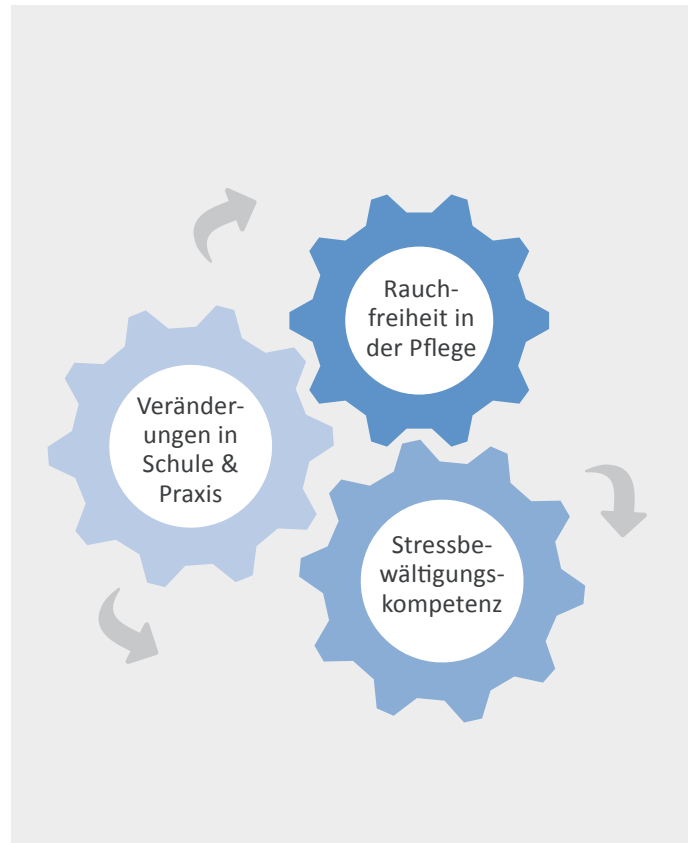 Rauch-
freiheit in
der Pflege
Veränder-
ungen in
Schule &
Praxis
Stressbe-
wältigungs-
kompetenz